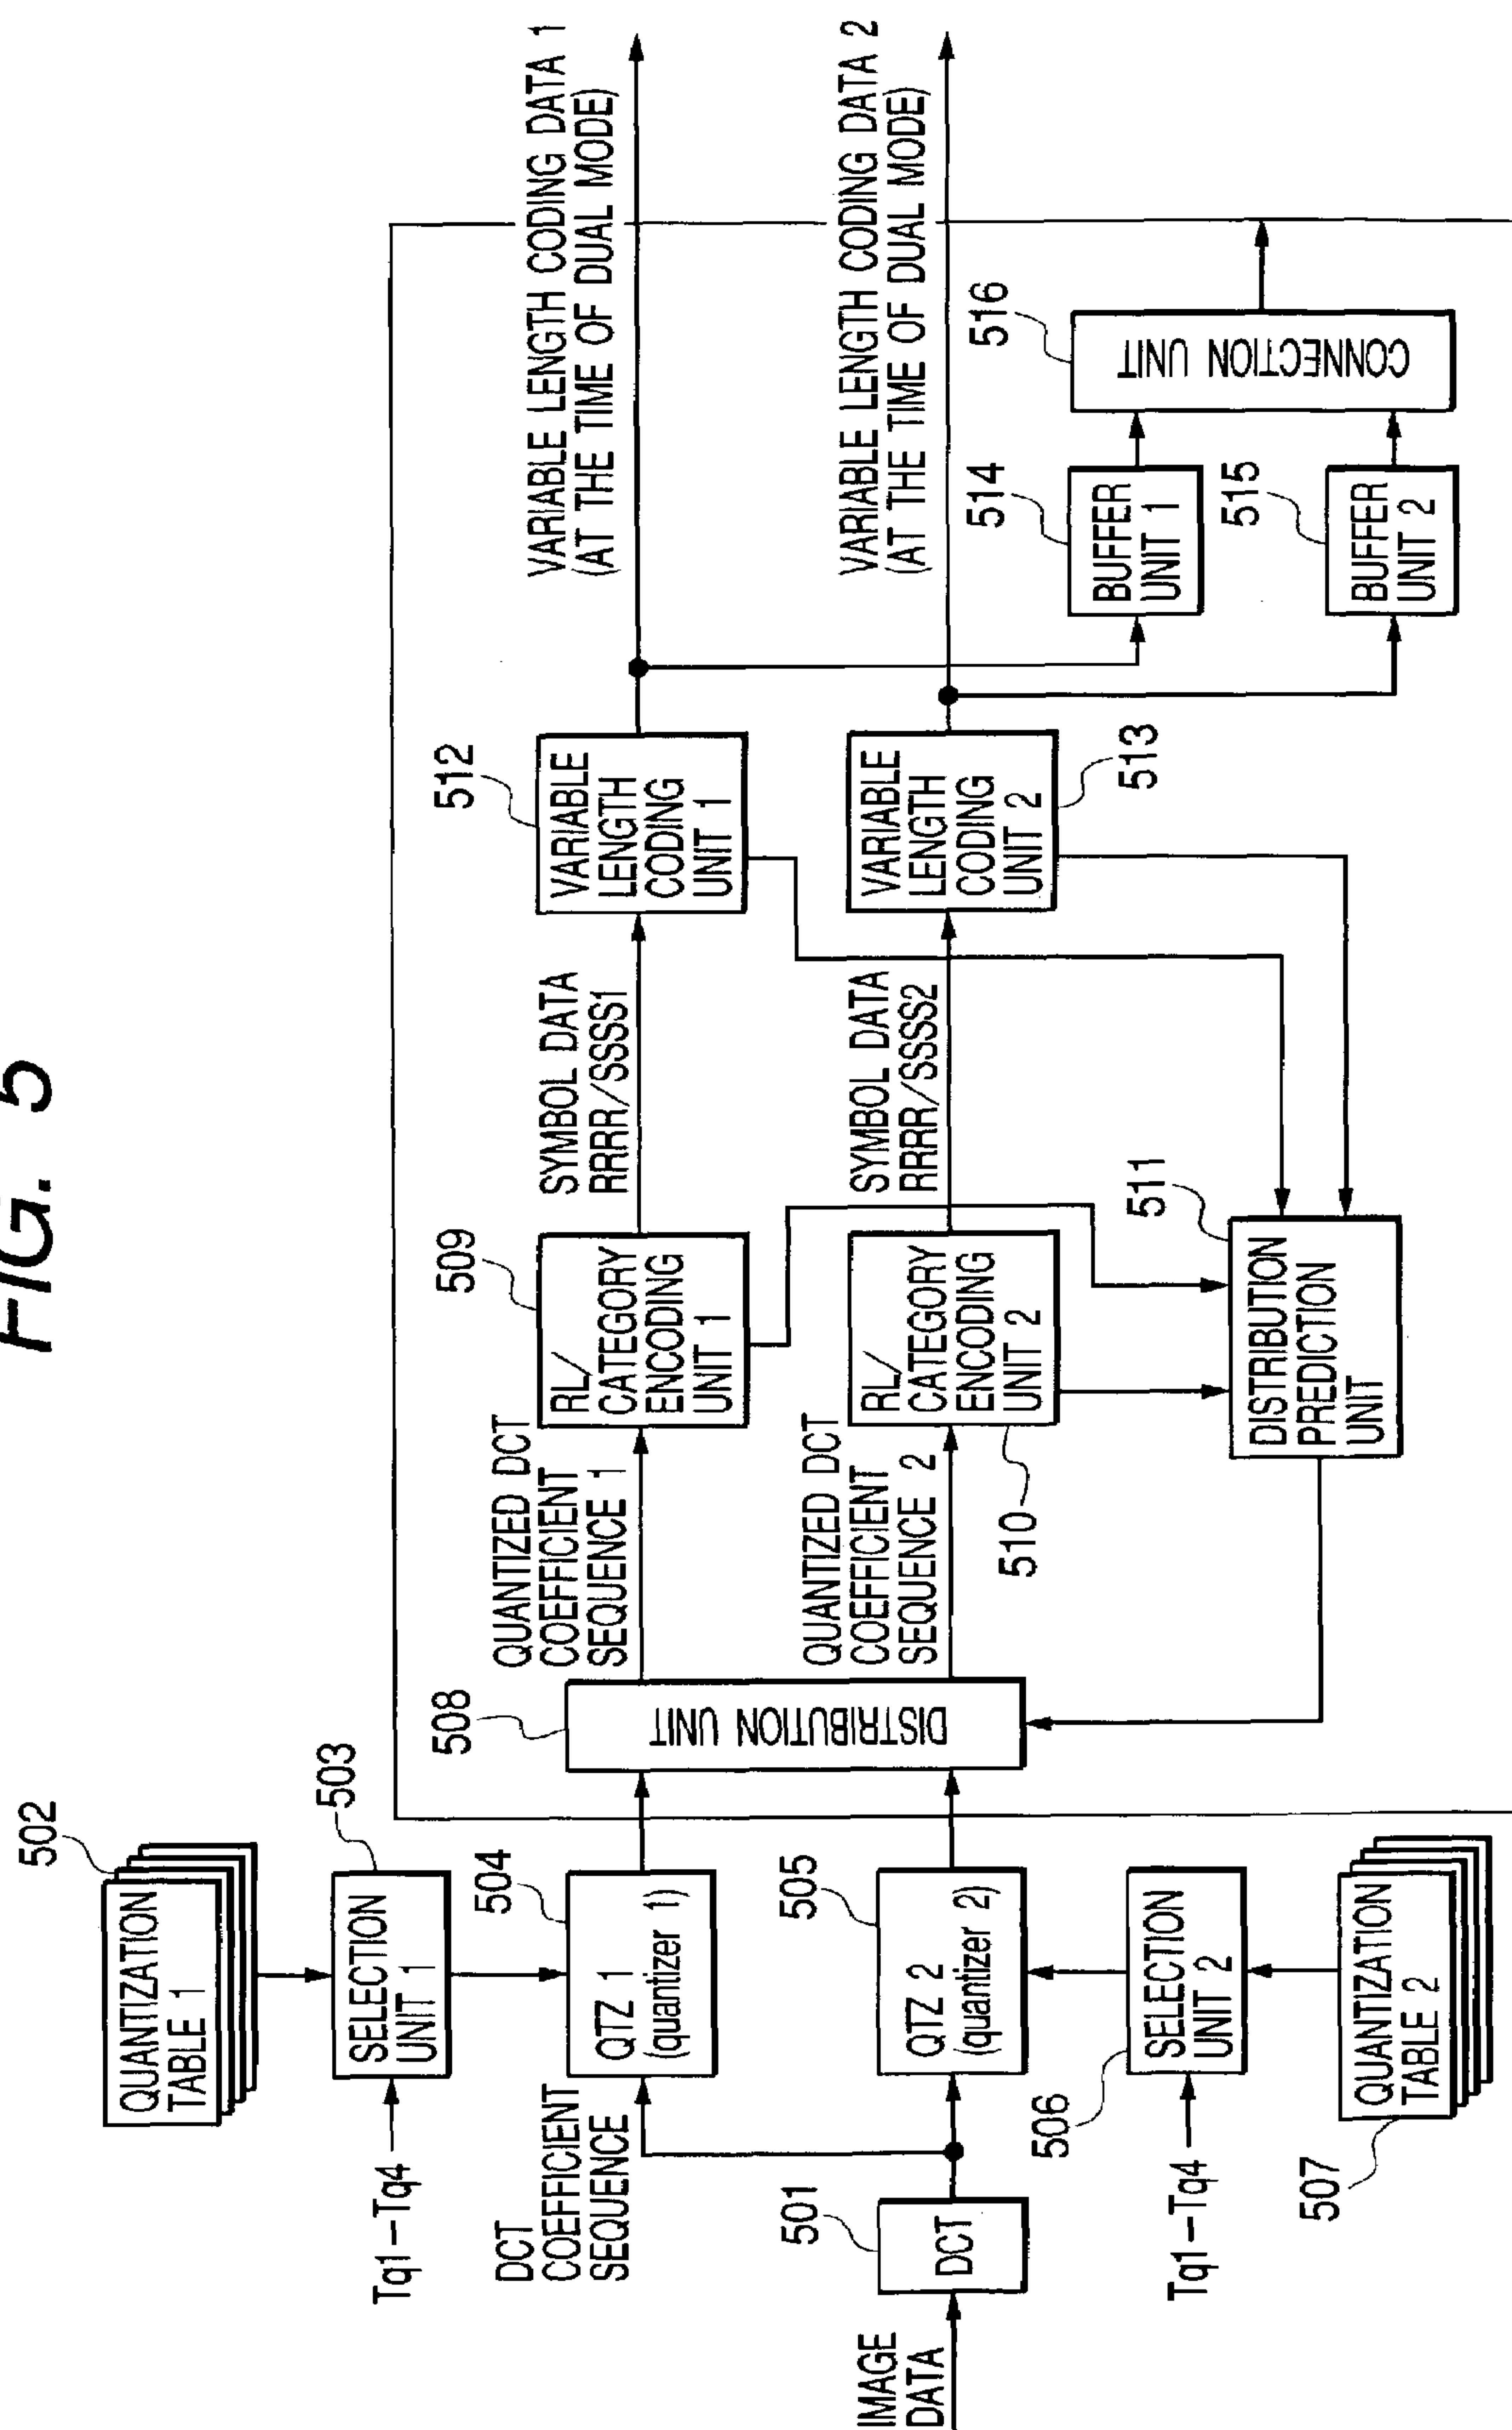 FIG. 5
502
QUANTIZATION
TABLE 1
503
SELECTION
UNIT 1
Tq1-Tq4
504
QTZ 1
(quantizer 1)
DCT
COEFFICIENT
SEQUENCE
501
DCT
IMAGE
DATA
505
QTZ 2
(quantizer 2)
506
SELECTION
UNIT 2
Tq1-Tq4
507
QUANTIZATION
TABLE 2
508
DISTRIBUTION UNIT
QUANTIZED DCT
COEFFICIENT
SEQUENCE 1
QUANTIZED DCT
COEFFICIENT
SEQUENCE 2
509
RL/
CATEGORY
ENCODING
UNIT 1
510
RL/
CATEGORY
ENCODING
UNIT 2
511
DISTRIBUTION
PREDICTION
UNIT
SYMBOL DATA
RRRR/SSSS1
SYMBOL DATA
RRRR/SSSS2
512
VARIABLE
LENGTH
CODING
UNIT 1
513
VARIABLE
LENGTH
CODING
UNIT 2
VARIABLE LENGTH CODING DATA 1
(AT THE TIME OF DUAL MODE)
VARIABLE LENGTH CODING DATA 2
(AT THE TIME OF DUAL MODE)
514
BUFFER
UNIT 1
515
BUFFER
UNIT 2
516
CONNECTION UNIT